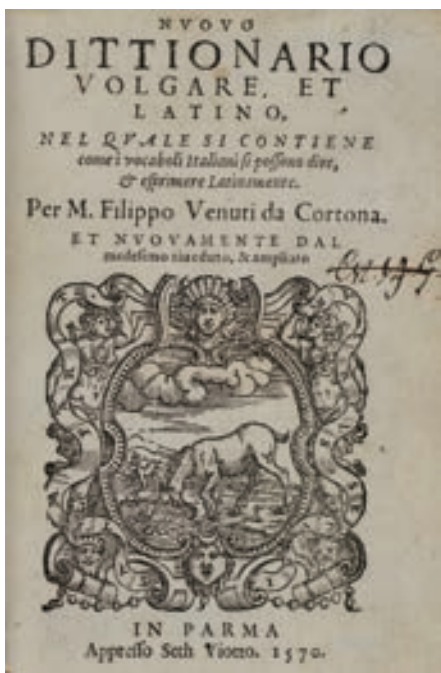 NVOVO
DITTIONARIO
VOLGARE, ET
LATINO,
NEL QVALE SI CONTIENE
come i vocaboli Italiani si possono dire,
& esprimere Latinamente.
Per M. Filippo Venuti da Cortona.
ET NVOVAMENTE DAL
medesimo riueduto, & ampliato
IN PARMA
Appresso Seth Viotto. 1570.